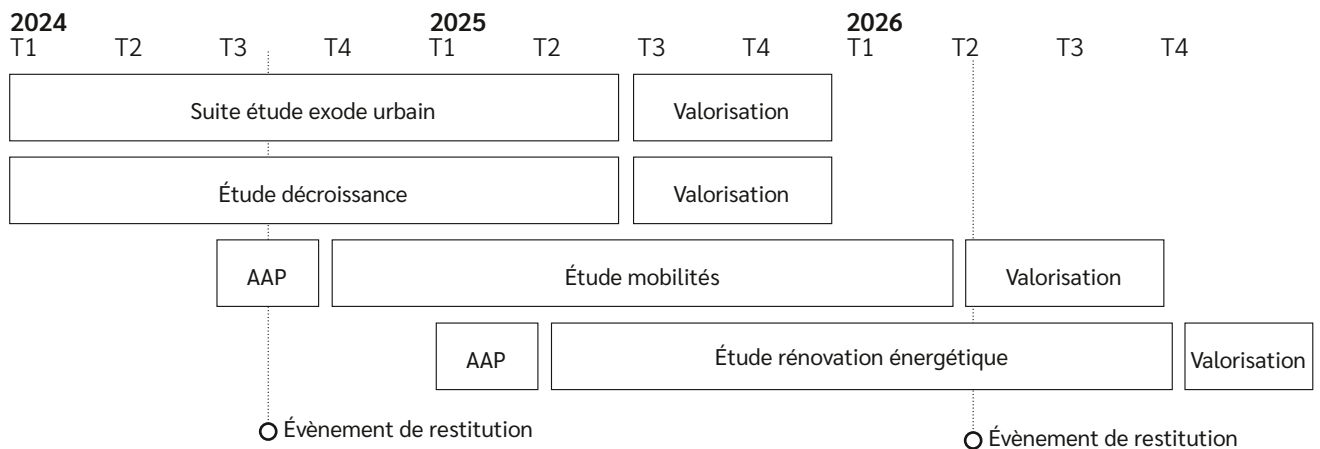 2024 2025 2026
T1 T2 T3 T4 T1 T2 T3 T4 T1 T2 T3 T4
Suite étude exode urbain Valorisation
Étude décroissance Valorisation
AAP Étude mobilités Valorisation
AAP Étude rénovation énergétique Valorisation
Évènement de restitution
Évènement de restitution